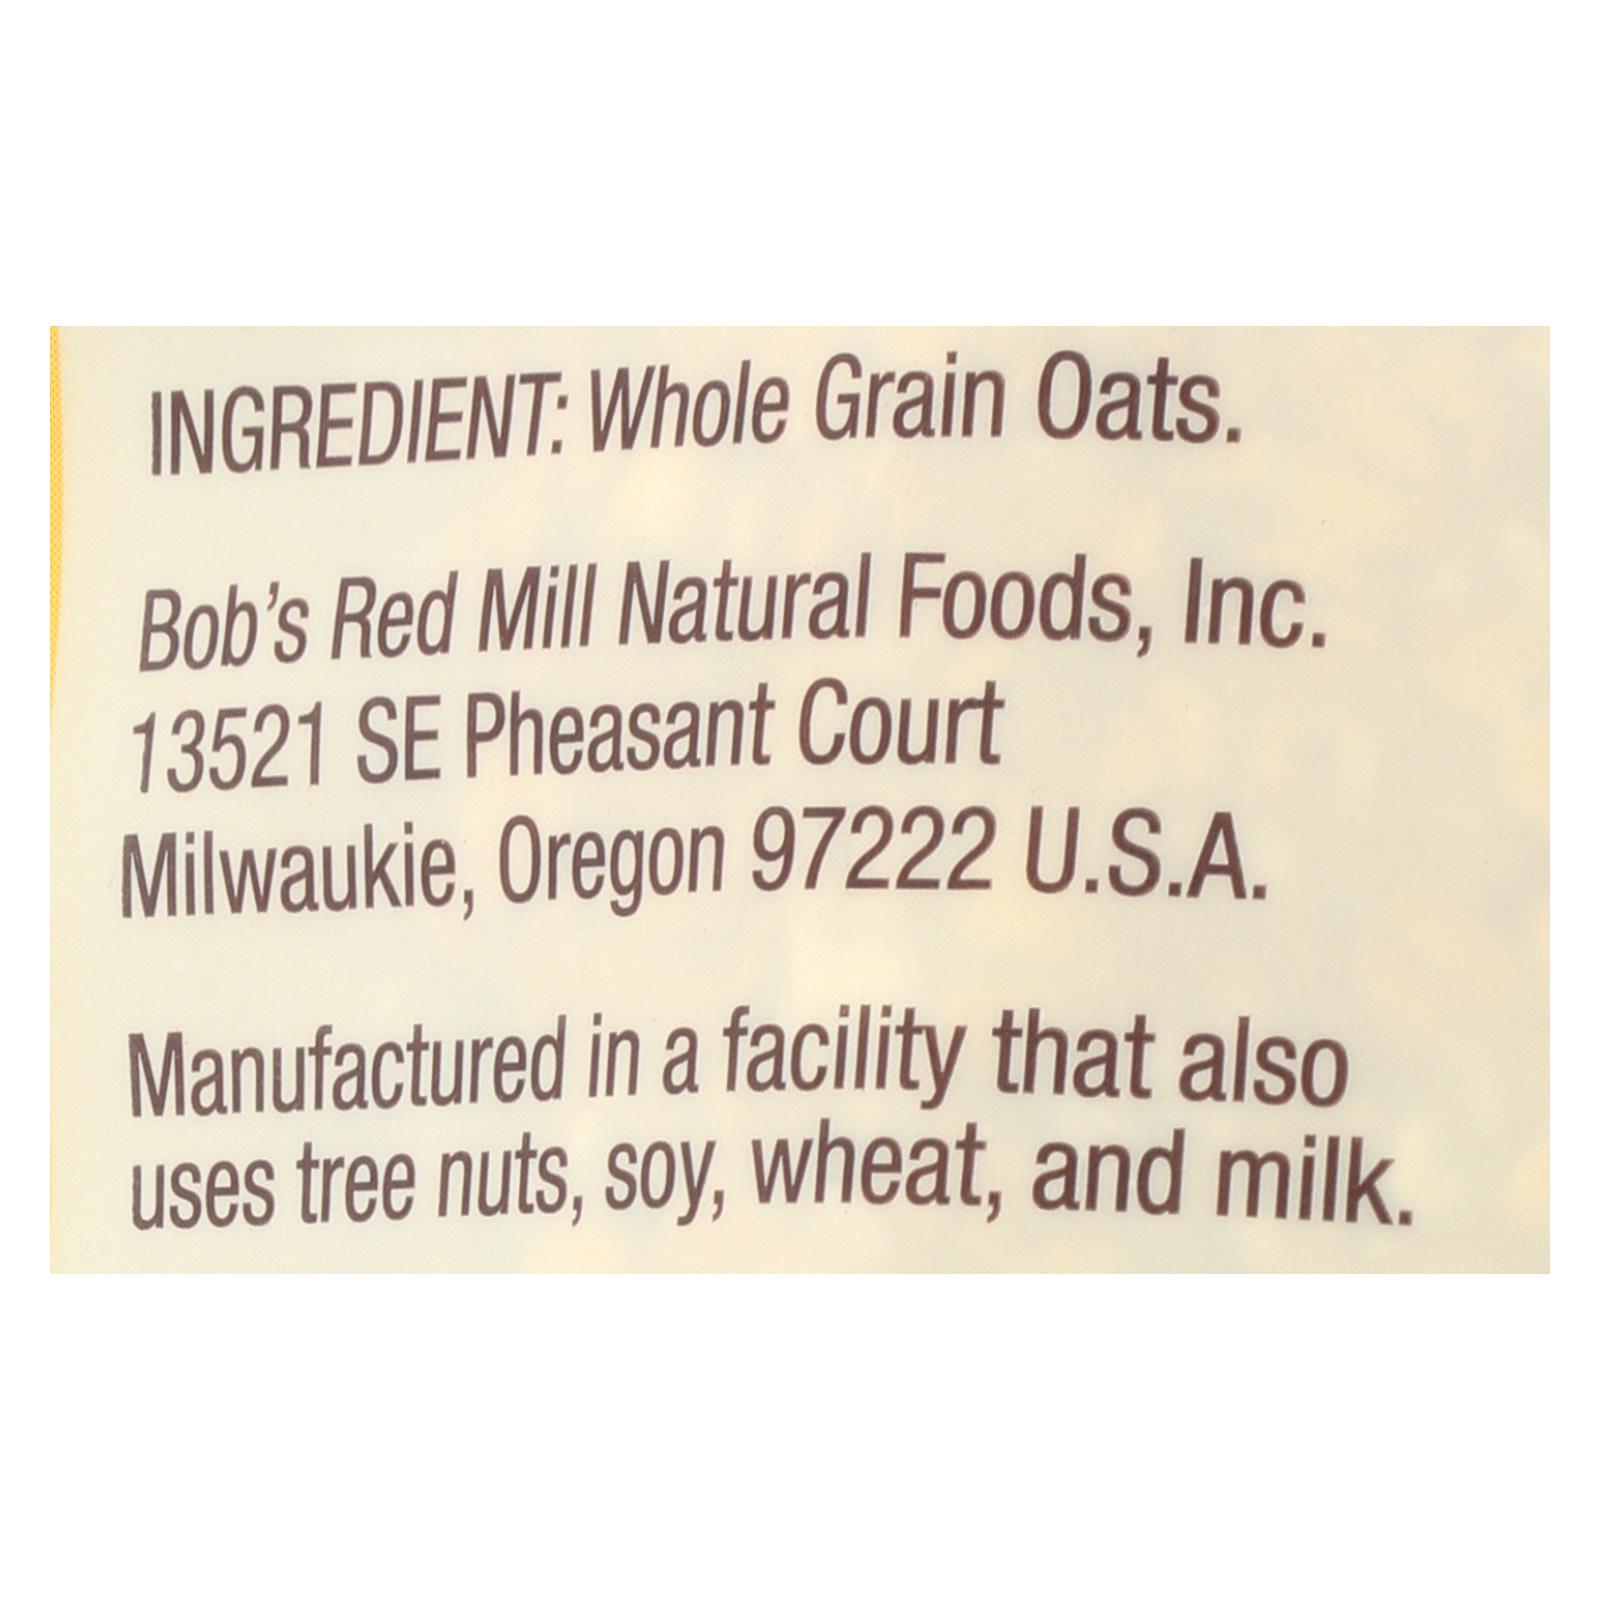 INGREDIENT: Whole Grain Oats.
Bob's Red Mill Natural Foods, Inc.
13521 SE Pheasant Court
Milwaukie, Oregon 97222 U.S.A.
Manufactured in a facility that also
uses tree nuts, soy, wheat, and milk.